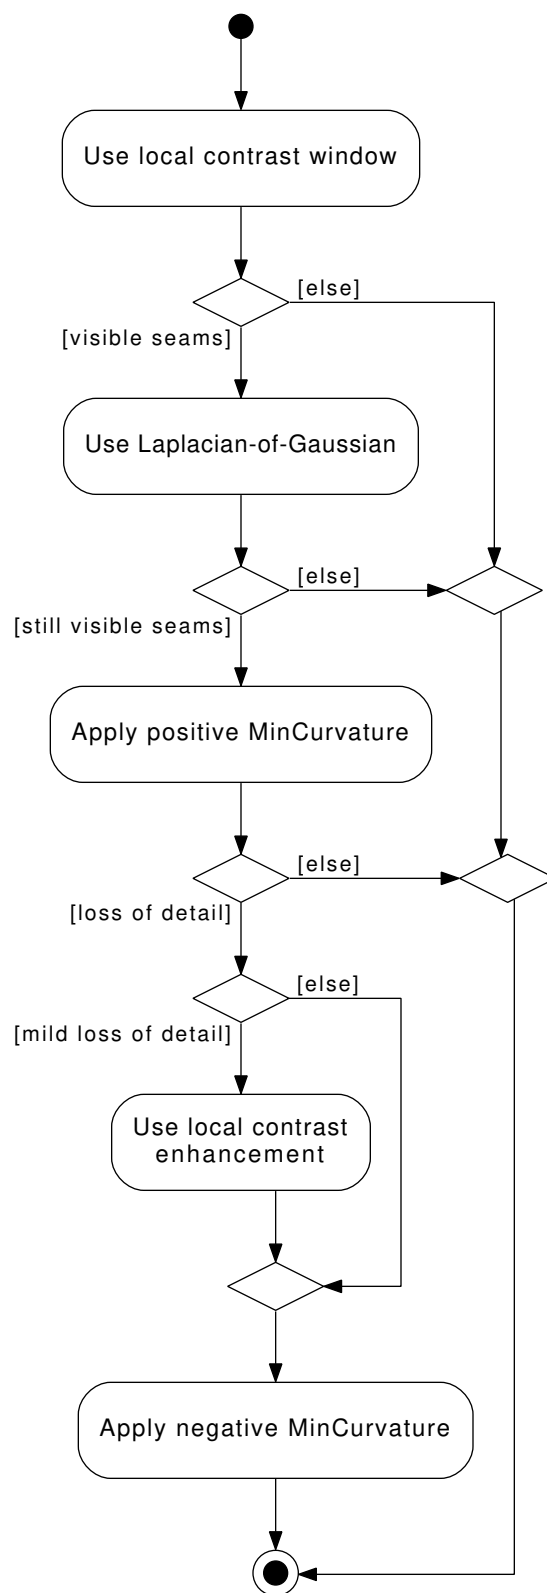 Use local contrast window
[else]
[visible seams]
Use Laplacian-of-Gaussian
[else]
[still visible seams]
Apply positive MinCurvature
[else]
[loss of detail]
[else]
[mild loss of detail]
Use local contrast
enhancement
Apply negative MinCurvature